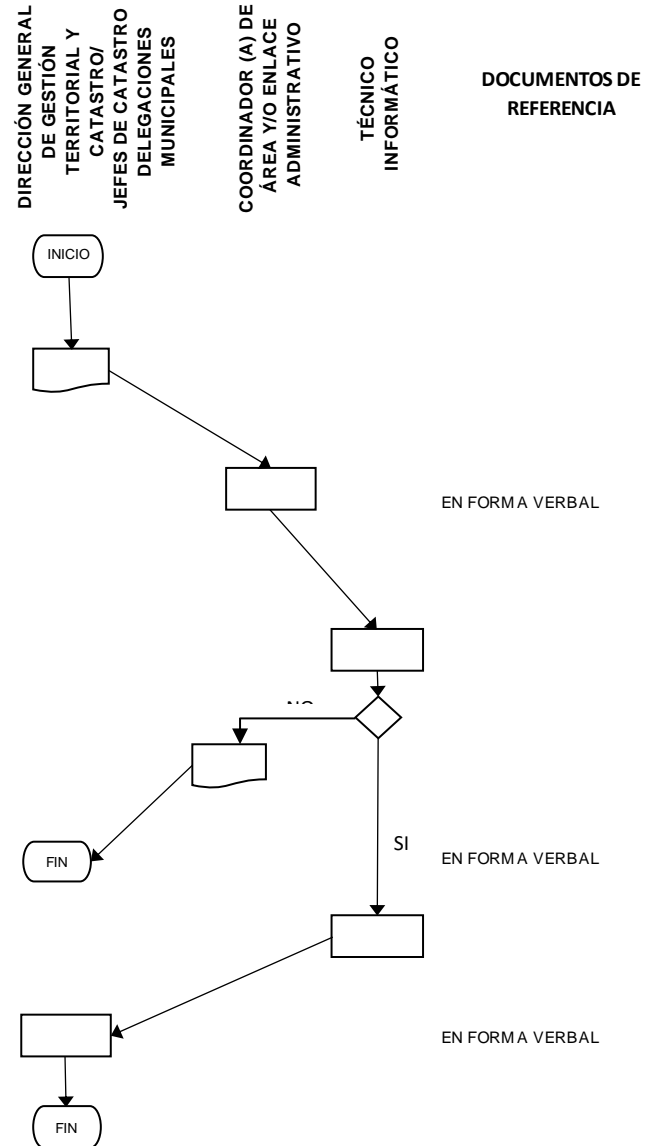 DIRECCIÓN GENERAL
DE GESTIÓN
TERRITORIAL Y
CATASTRO/
JEFES DE CATASTRO
DELEGACIONES
MUNICIPALES
COORDINADOR (A) DE
ÁREA Y/O ENLACE
ADMINISTRATIVO
TÉCNICO
INFORMÁTICO
DOCUMENTOS DE
REFERENCIA
INICIO
EN FORMA VERBAL
SI
FIN
EN FORMA VERBAL
EN FORMA VERBAL
FIN